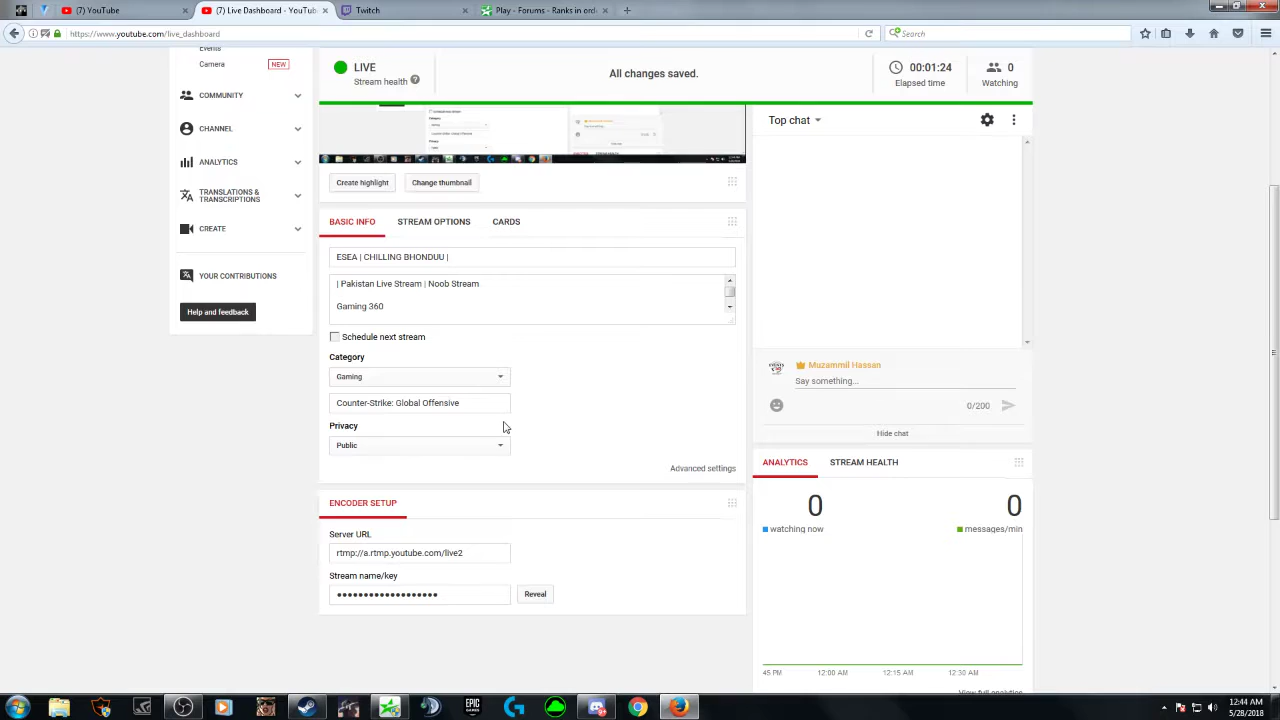 (7) YouTube
(7) Live Dashboard - YouTub
Twitch
Play - Forums - Ranks in ord
https://www.youtube.com/live_dashboard
Search
Events
Camera
NEW
COMMUNITY
CHANNEL
ANALYTICS
TRANSLATIONS &
TRANSCRIPTIONS
CREATE
YOUR CONTRIBUTIONS
Help and feedback
LIVE
Stream health
All changes saved.
00:01:24
Elapsed time
0
Watching
Create highlight
Change thumbnail
BASIC INFO
STREAM OPTIONS
CARDS
ESEA | CHILLING BHONDUU |
| Pakistan Live Stream | Noob Stream
Gaming 360
Schedule next stream
Category
Gaming
Counter-Strike: Global Offensive
Privacy
Public
Advanced settings
ENCODER SETUP
Server URL
rtmp://a.rtmp.youtube.com/live2
Stream name/key
Reveal
Top chat
Muzammil Hassan
Say something...
0/200
Hide chat
ANALYTICS
STREAM HEALTH
0
watching now
0
messages/min
45 PM
12:00 AM
12:15 AM
12:30 AM
View full analytics
EPIC
GAMES
12:44 AM
5/28/2018